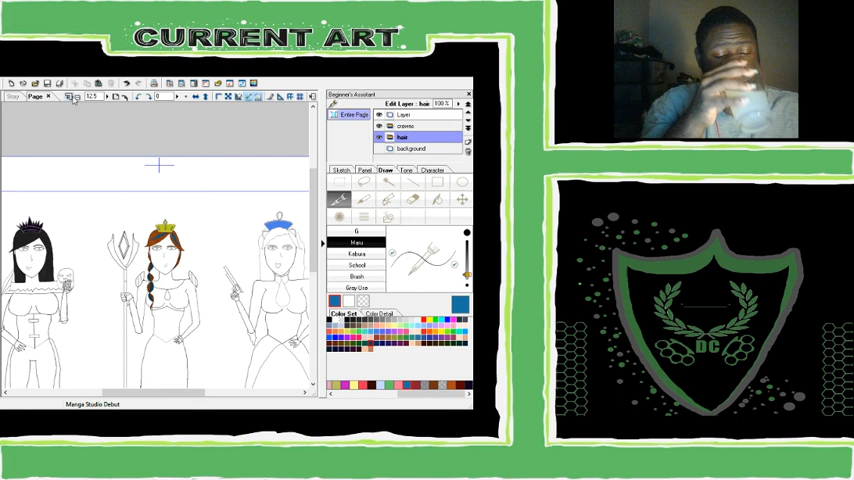 CURRENT ART
Beginner's Assistant
Story
Page
12.5
0
Edit Layer : hair
100 %
Entire Page
Layer
crowns
hair
background
Sketch
Panel
Draw
Tone
Character
G
Maru
Kabura
School
Brush
Gray Use
Color Set
Color Detail
Manga Studio Debut
DC